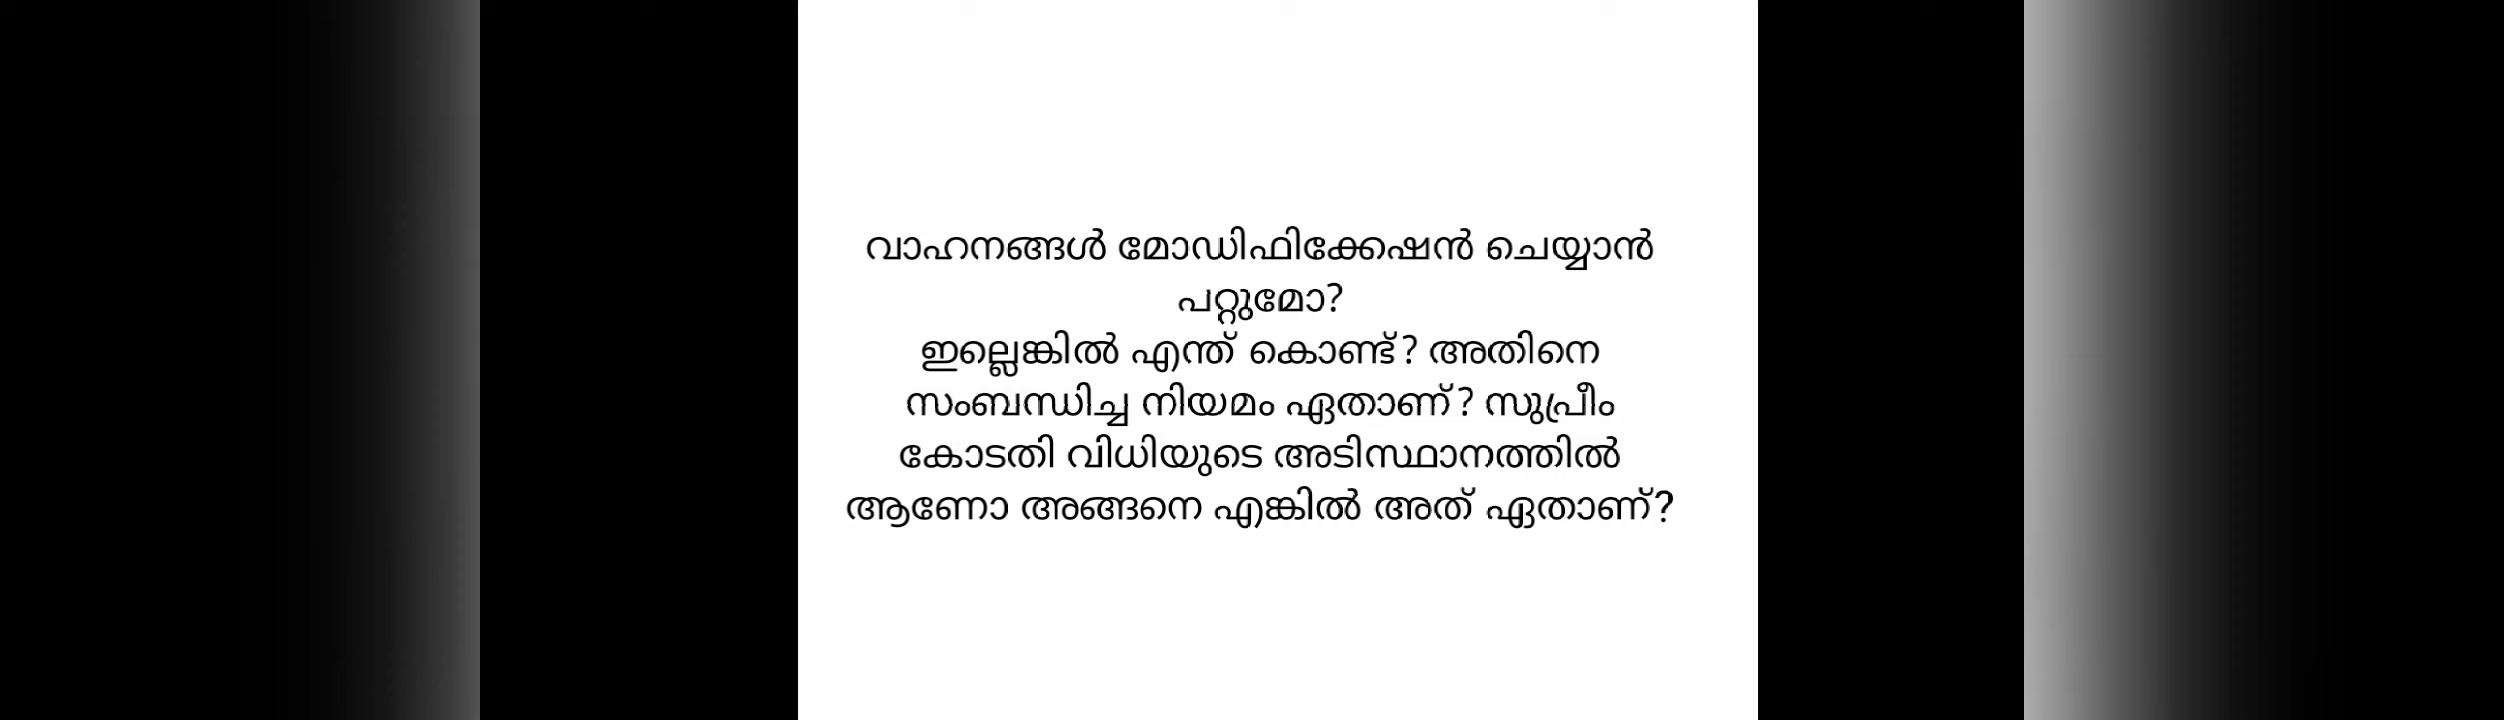 വാഹനങ്ങൾ മോഡിഫിക്കേഷൻ ചെയ്യാൻ
പറ്റുമോ?
ഇല്ലെങ്കിൽ എന്ത് കൊണ്ട്? അതിനെ
സംബന്ധിച്ച നിയമം ഏതാണ്? സുപ്രീം
കോടതി വിധിയുടെ അടിസ്ഥാനത്തിൽ
ആണോ അങ്ങനെ എങ്കിൽ അത് ഏതാണ്?